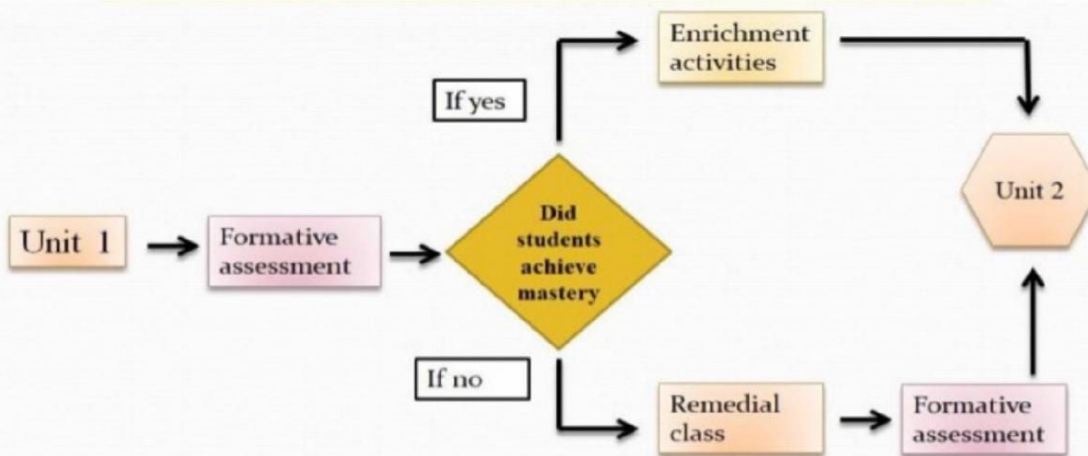 Enrichment
activities
If yes
Unit 1
Formative
assessment
Did
students
achieve
mastery
Unit 2
If no
Remedial
class
Formative
assessment